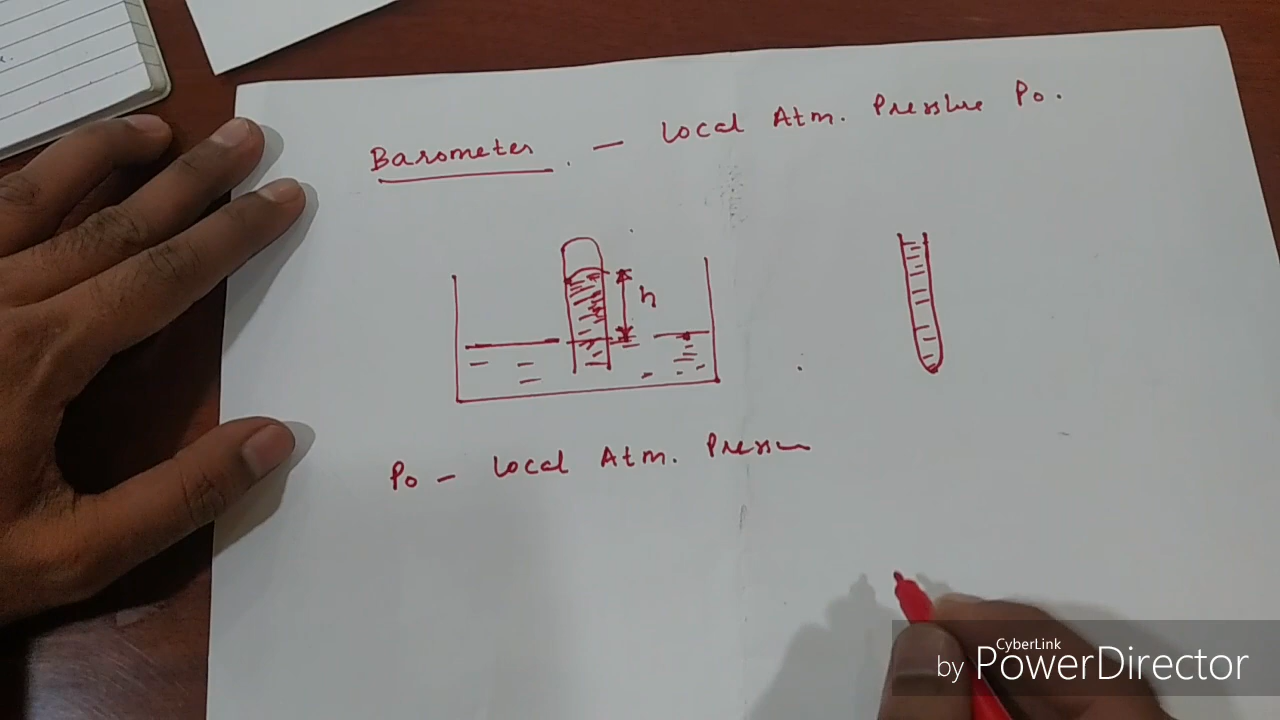 Barometer. - Local Atm. Pressure Po.
h
Po - Local Atm. Pressu
CyberLink
by PowerDirector